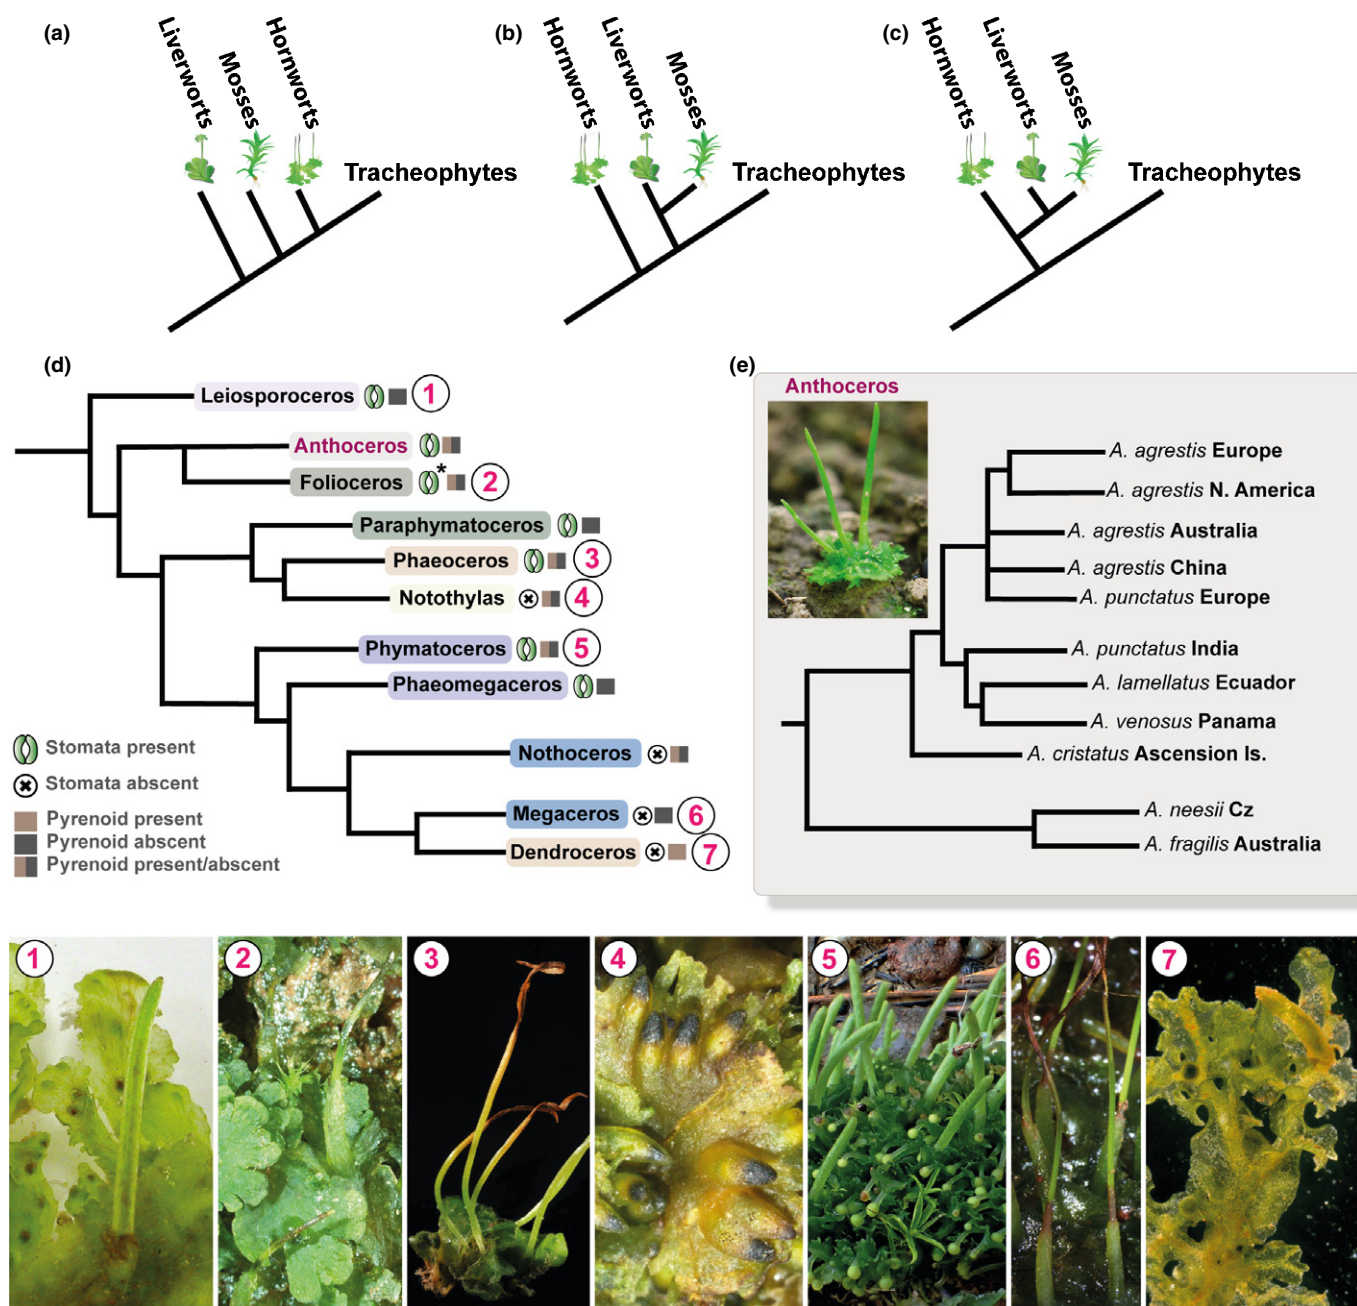 (a)
Liverworts
Mosses
Hornworts
Tracheophytes
(b)
Hornworts
Liverworts
Mosses
Tracheophytes
(c)
Hornworts
Liverworts
Mosses
Tracheophytes
(d)
Leiosporoceros 1
Anthoceros
Folioceros * 2
Paraphymatoceros
Phaeoceros 3
Notothylas 4
Phymatoceros 5
Phaeomegaceros
Nothoceros
Megaceros 6
Dendroceros 7
Stomata present
Stomata abscent
Pyrenoid present
Pyrenoid abscent
Pyrenoid present/abscent
(e)
Anthoceros
A. agrestis Europe
A. agrestis N. America
A. agrestis Australia
A. agrestis China
A. punctatus Europe
A. punctatus India
A. lamellatus Ecuador
A. venosus Panama
A. cristatus Ascension Is.
A. neesii Cz
A. fragilis Australia
1 2 3 4 5 6 7